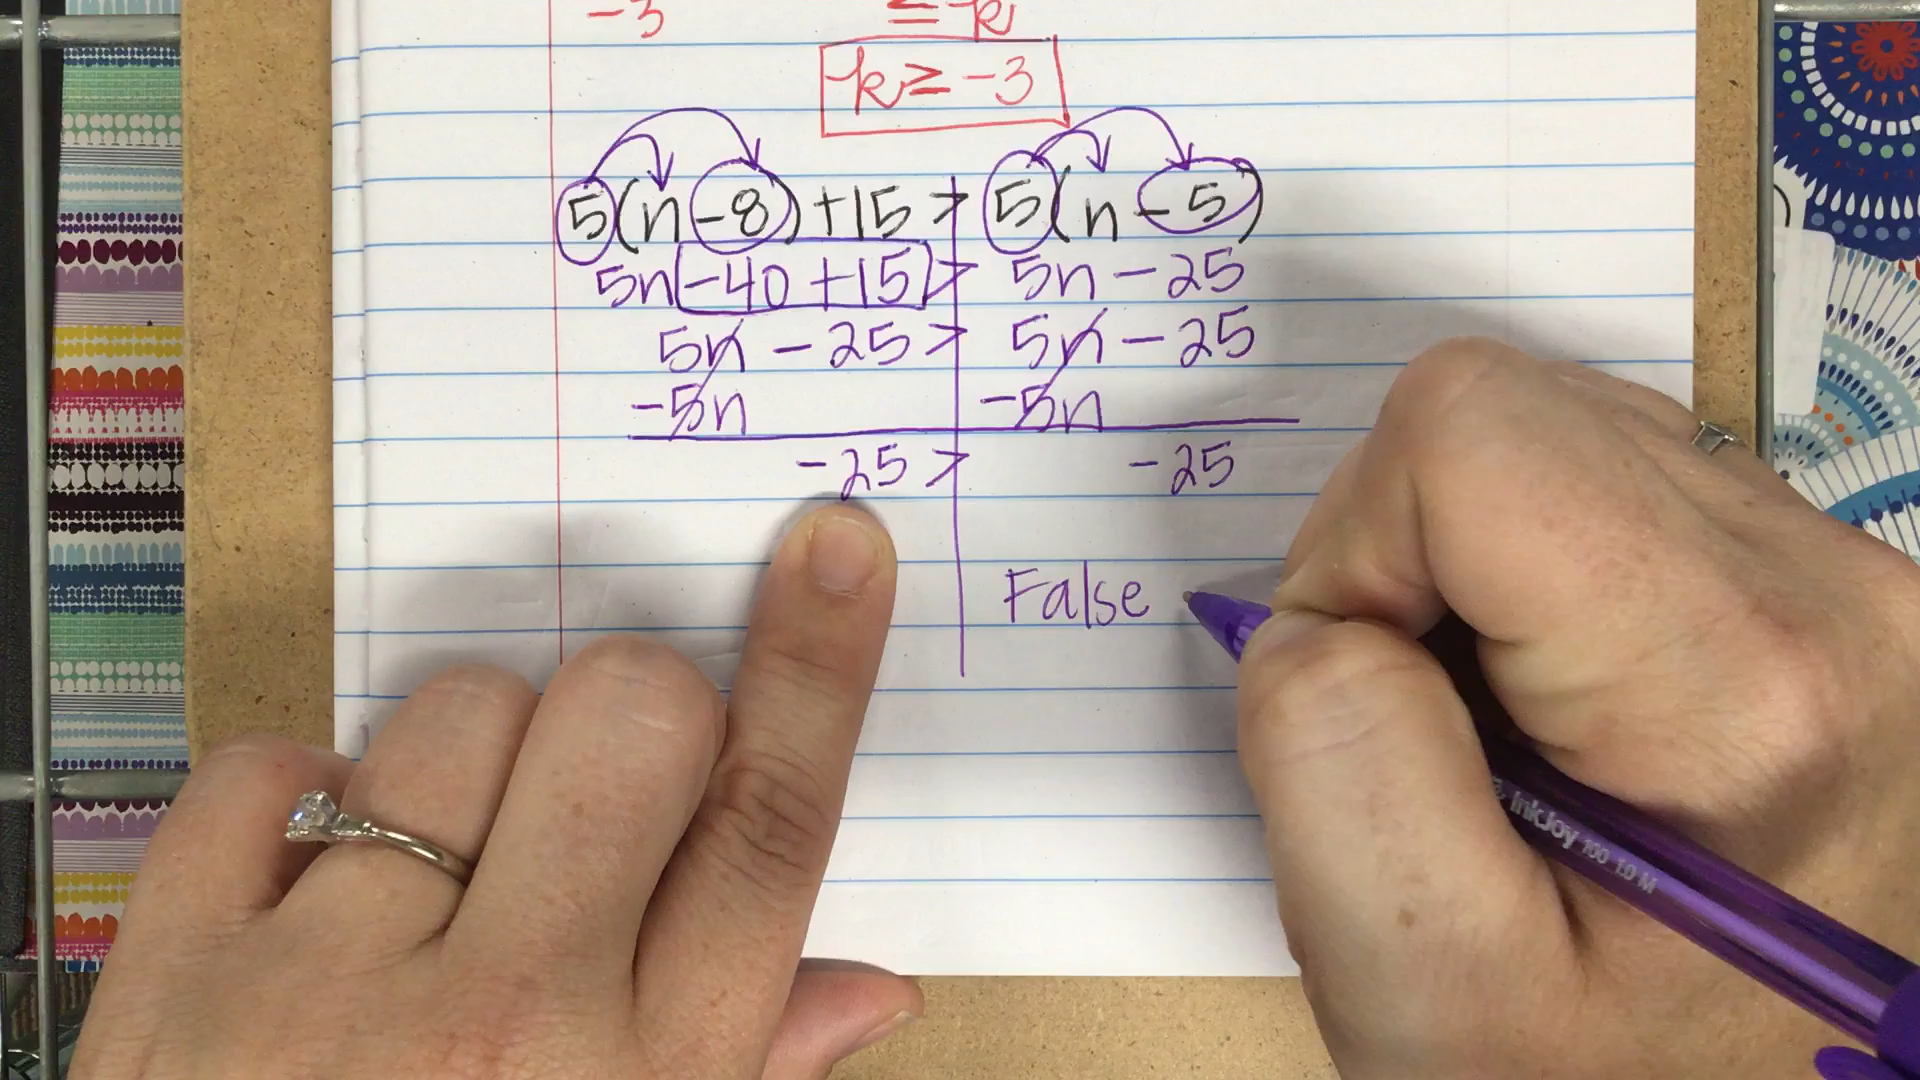 -3 ≤ k
k ≥ -3
5(n-8)+15 > 5(n-5)
5n-40+15 > 5n-25
5n-25 > 5n-25
-5n -5n
-25 > -25
False
InkJoy 100 1.0 M